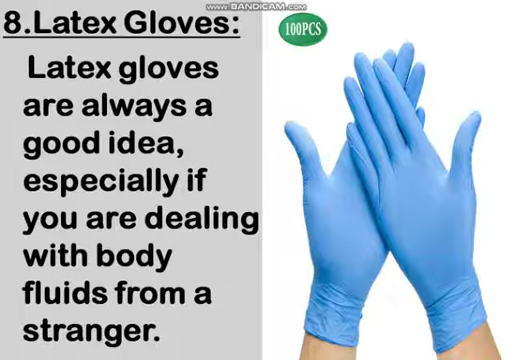 www.BANDICAM.com
8.Latex Gloves:
100PCS
Latex gloves
are always a
good idea,
especially if
you are dealing
with body
fluids from a
stranger.